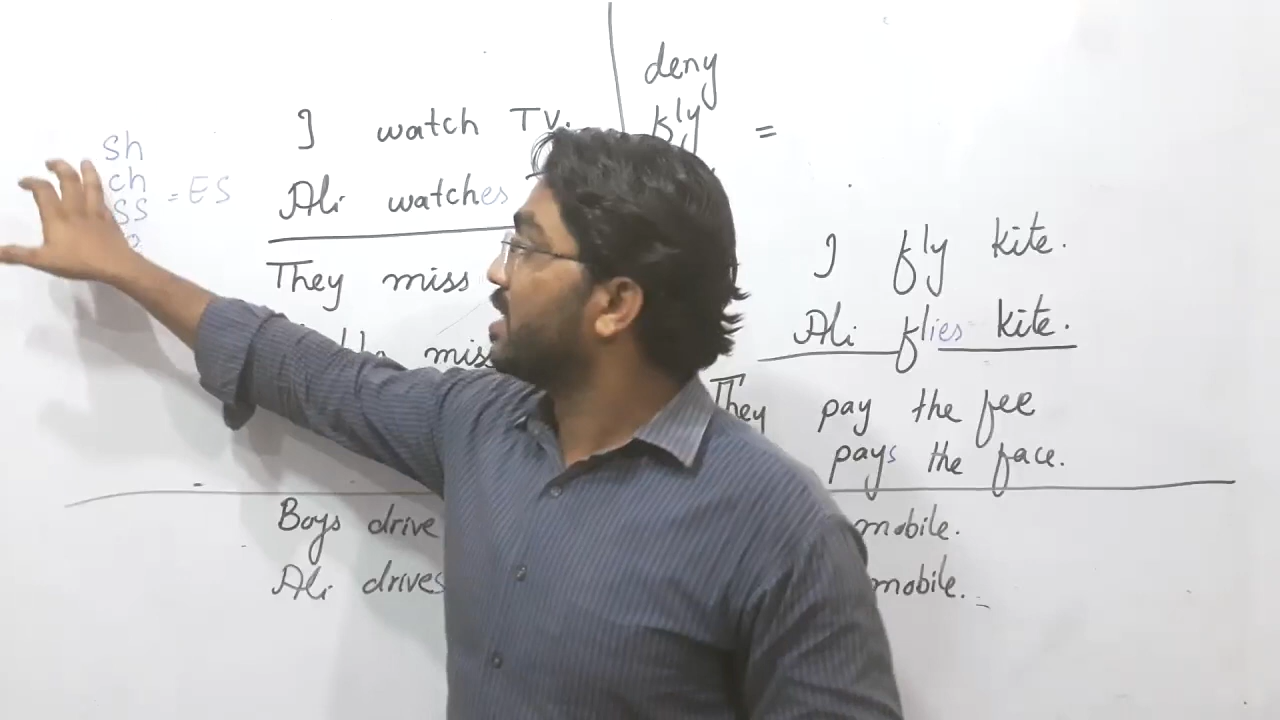 sh
ch
ss = ES
o
I watch TV.
Ali watches
They miss
miss
Boys drive
Ali drives
deny
fly =
I fly kite.
Ali flies kite.
They pay the fee
pays the face.
mobile.
mobile.